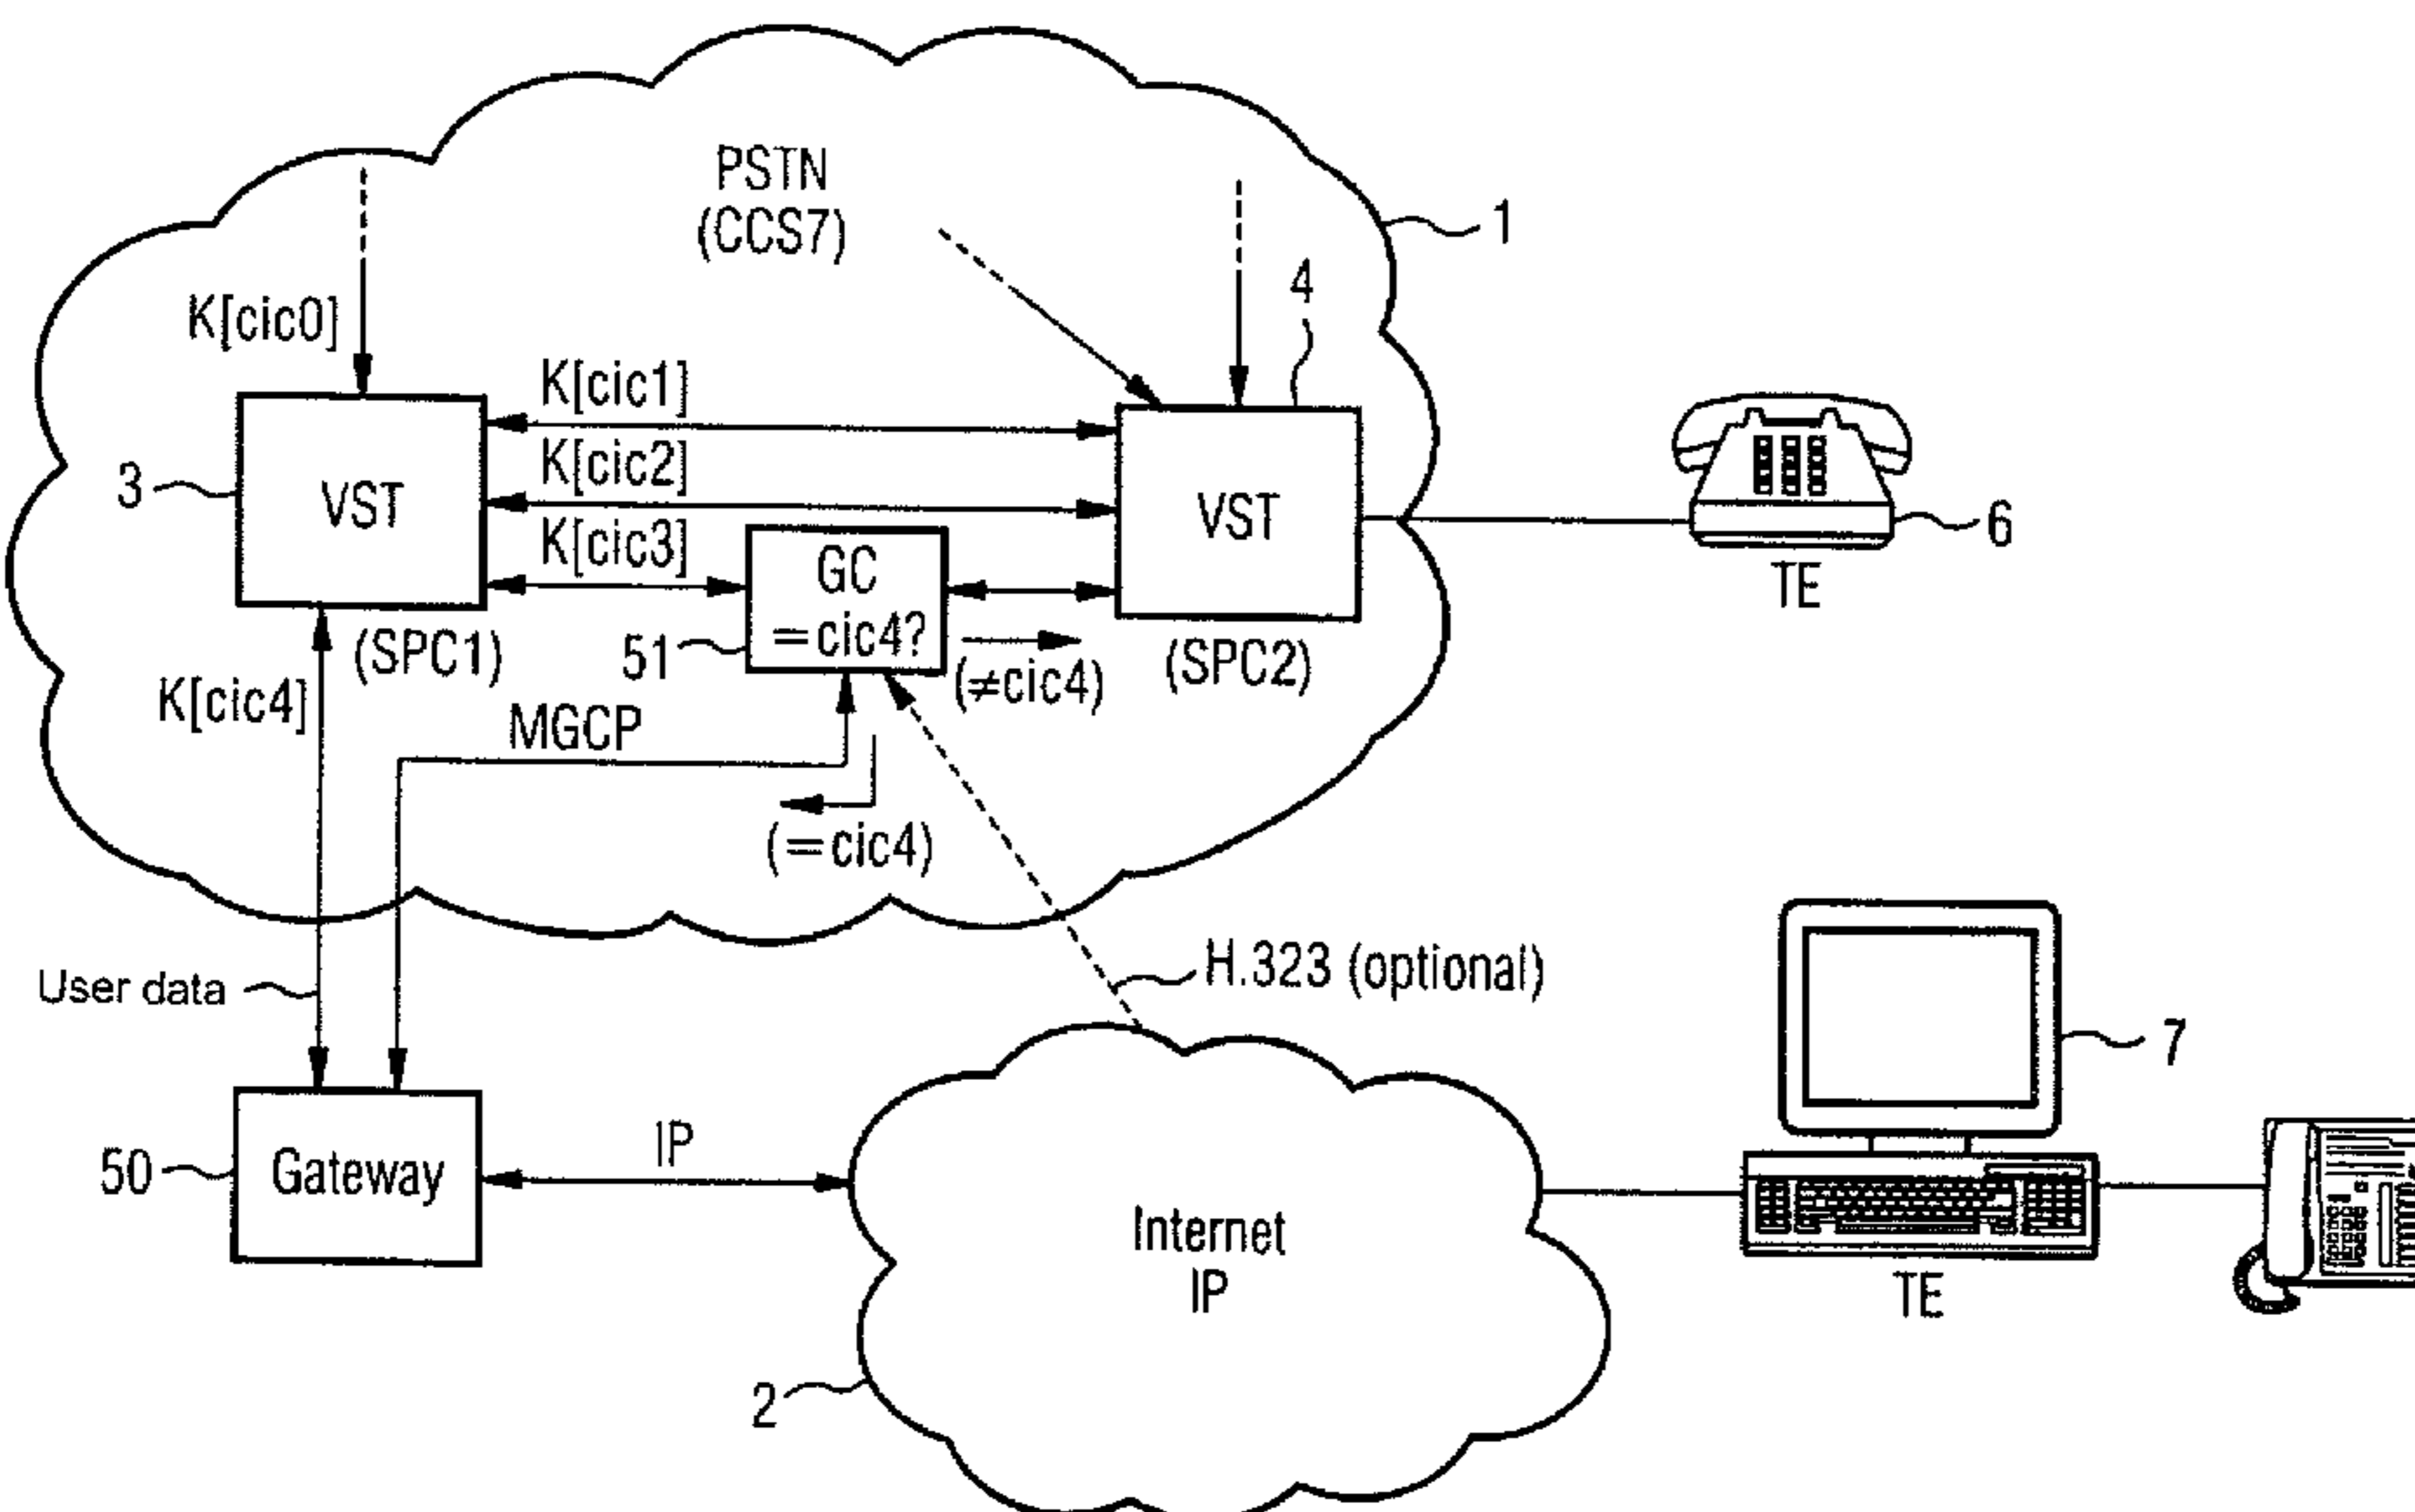 PSTN
(CCS7)
1
4
K[cic0]
K[cic1]
K[cic2]
K[cic3]
3
VST
VST
GC
=cic4?
51
6
TE
(SPC1)
(≠cic4)
(SPC2)
K[cic4]
MGCP
(=cic4)
User data
H.323 (optional)
7
50
Gateway
IP
Internet
IP
TE
2